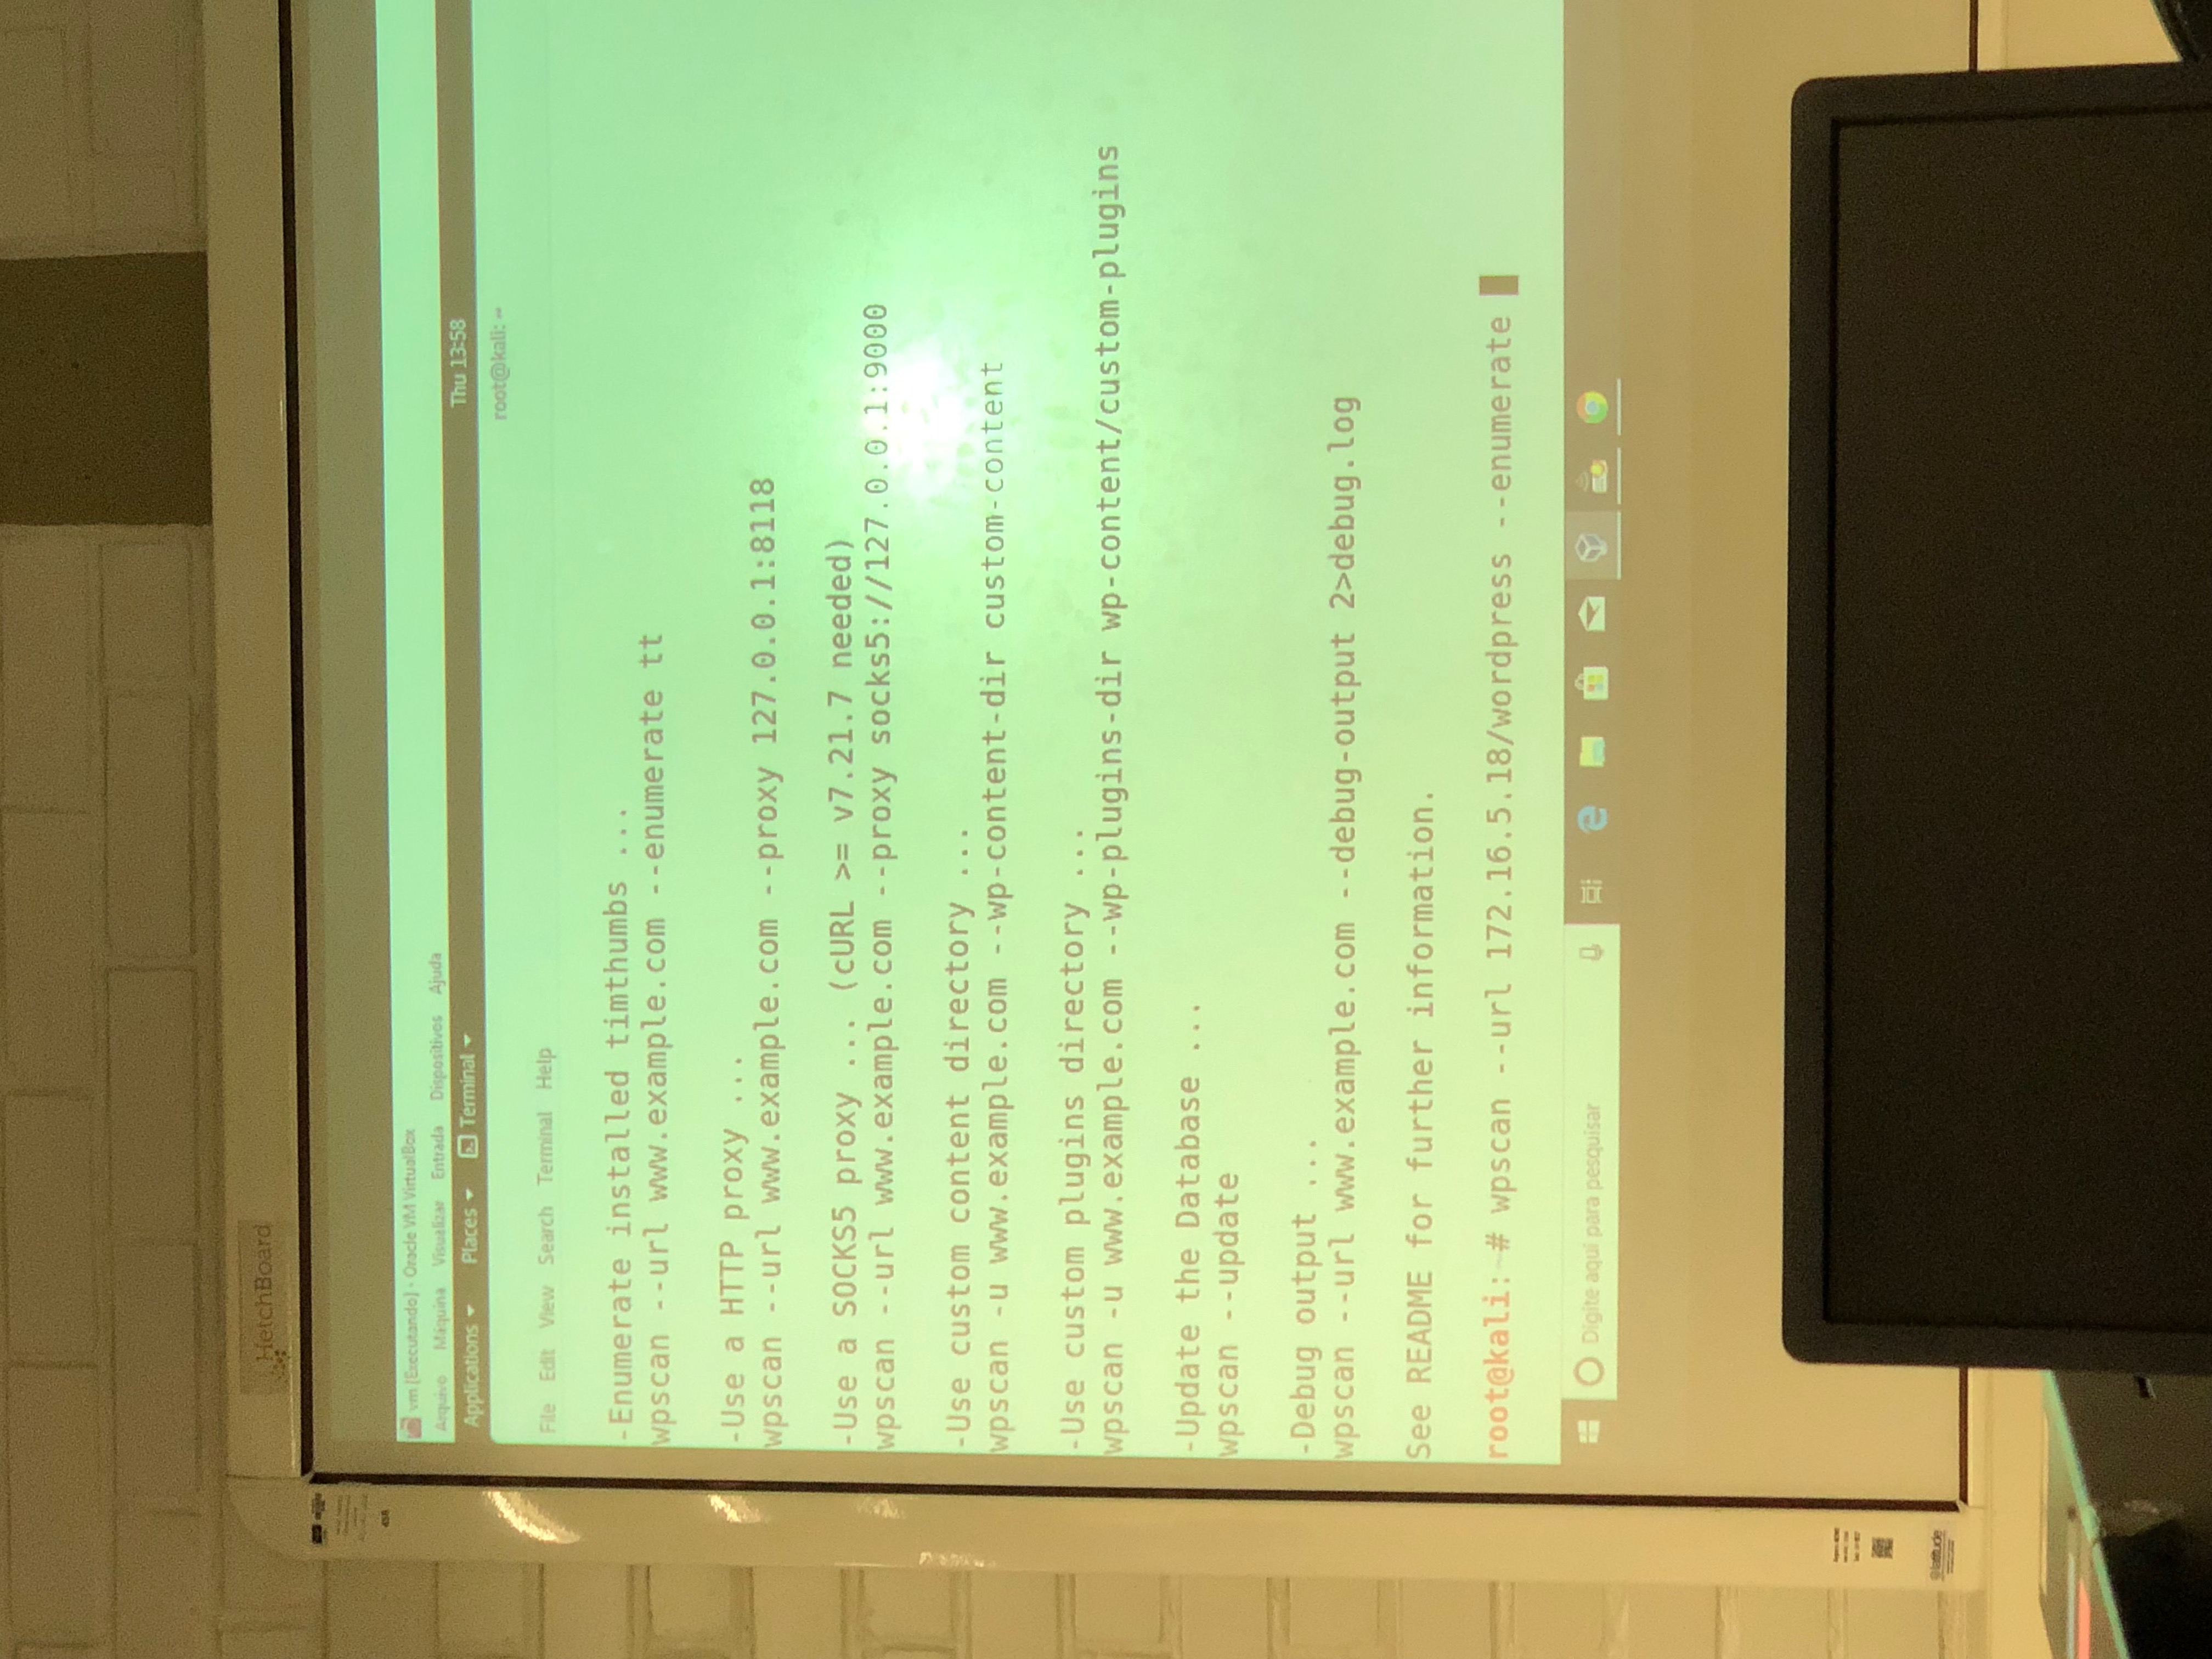 HetchBoard
vm [Executando] - Oracle VM VirtualBox
Arquivo Máquina Visualizar Entrada Dispositivos Ajuda
Applications Places Terminal Thu 13:58
root@kali: ~
File Edit View Search Terminal Help
-Enumerate installed timthumbs ...
wpscan --url www.example.com --enumerate tt
-Use a HTTP proxy ...
wpscan --url www.example.com --proxy 127.0.0.1:8118
-Use a SOCKS5 proxy ... (cURL >= v7.21.7 needed)
wpscan --url www.example.com --proxy socks5://127.0.0.1:9000
-Use custom content directory ...
wpscan -u www.example.com --wp-content-dir custom-content
-Use custom plugins directory ...
wpscan -u www.example.com --wp-plugins-dir wp-content/custom-plugins
-Update the Database ...
wpscan --update
-Debug output ...
wpscan --url www.example.com --debug-output 2>debug.log
See README for further information.
root@kali:~# wpscan --url 172.16.5.18/wordpress --enumerate
Digite aqui para pesquisar
latitude